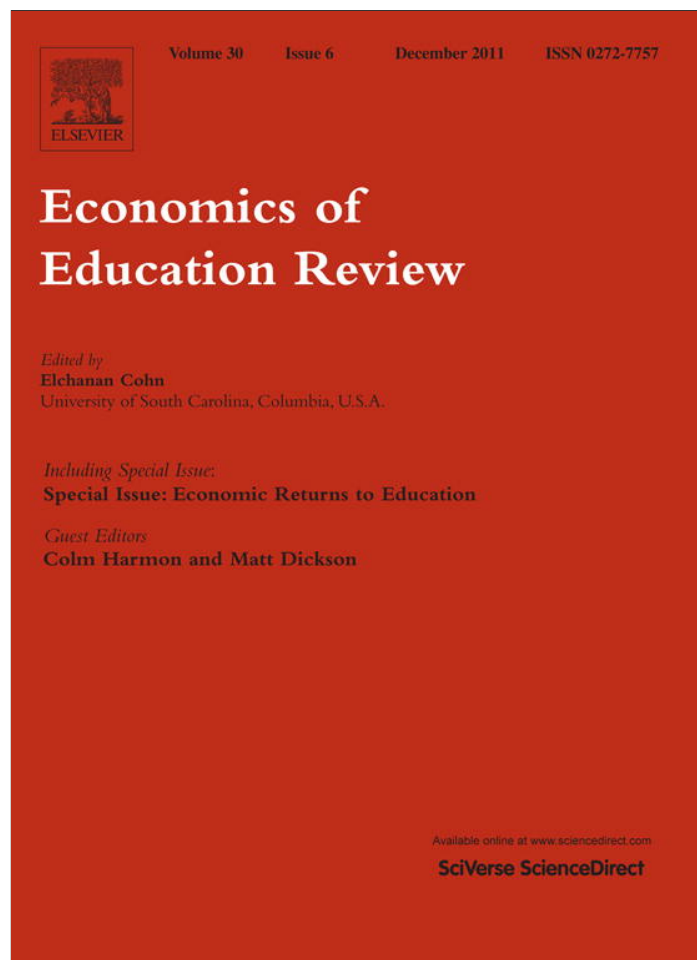 Volume 30 Issue 6 December 2011 ISSN 0272-7757
ELSEVIER
Economics of
Education Review
Edited by
Elchanan Cohn
University of South Carolina, Columbia, U.S.A.
Including Special Issue:
Special Issue: Economic Returns to Education
Guest Editors
Colm Harmon and Matt Dickson
Available online at www.sciencedirect.com
SciVerse ScienceDirect